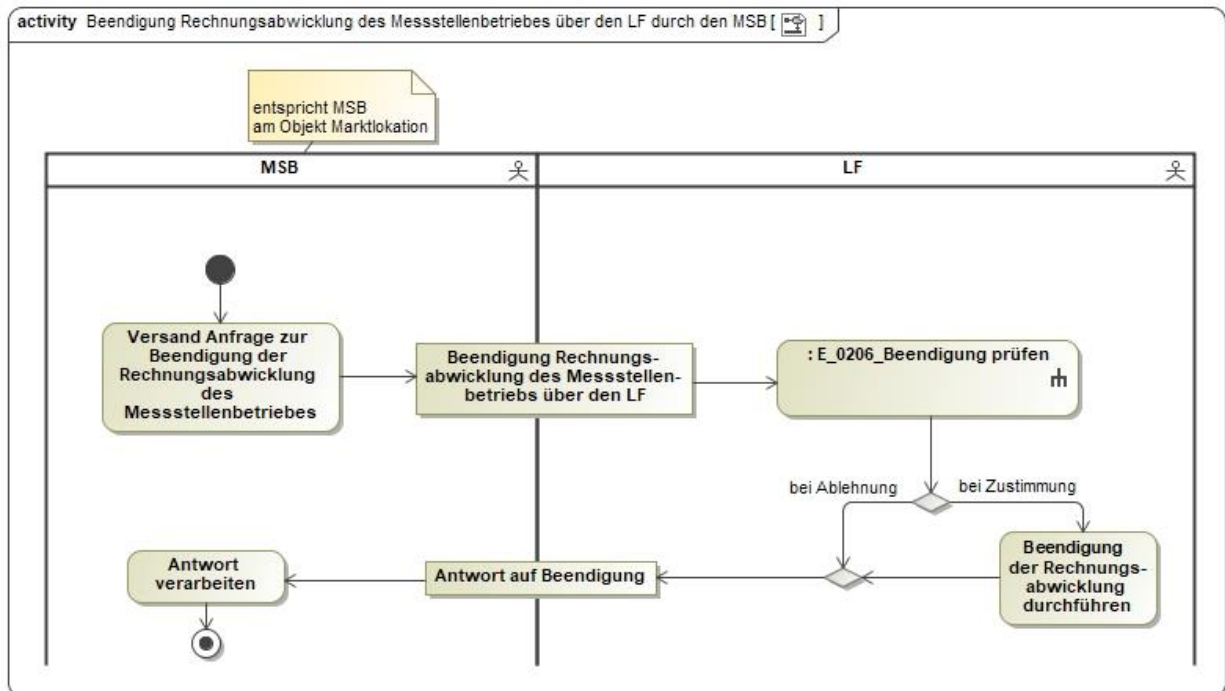 activity Beendigung Rechnungsabwicklung des Messstellenbetriebes über den LF durch den MSB [ ]
entspricht MSB
am Objekt Marktlokation
MSB
LF
Versand Anfrage zur
Beendigung der
Rechnungsabwicklung
des
Messstellenbetriebes
Beendigung Rechnungs-
abwicklung des Messstellen-
betriebs über den LF
: E_0206_Beendigung prüfen
bei Ablehnung
bei Zustimmung
Beendigung
der Rechnungs-
abwicklung
durchführen
Antwort auf Beendigung
Antwort
verarbeiten